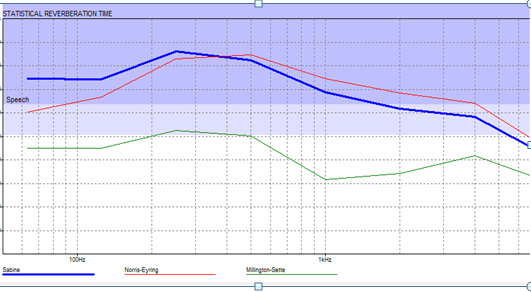 STATISTICAL REVERBERATION TIME
Speech
100Hz 1kHz
Sabine Norris-Eyring Millington-Sette